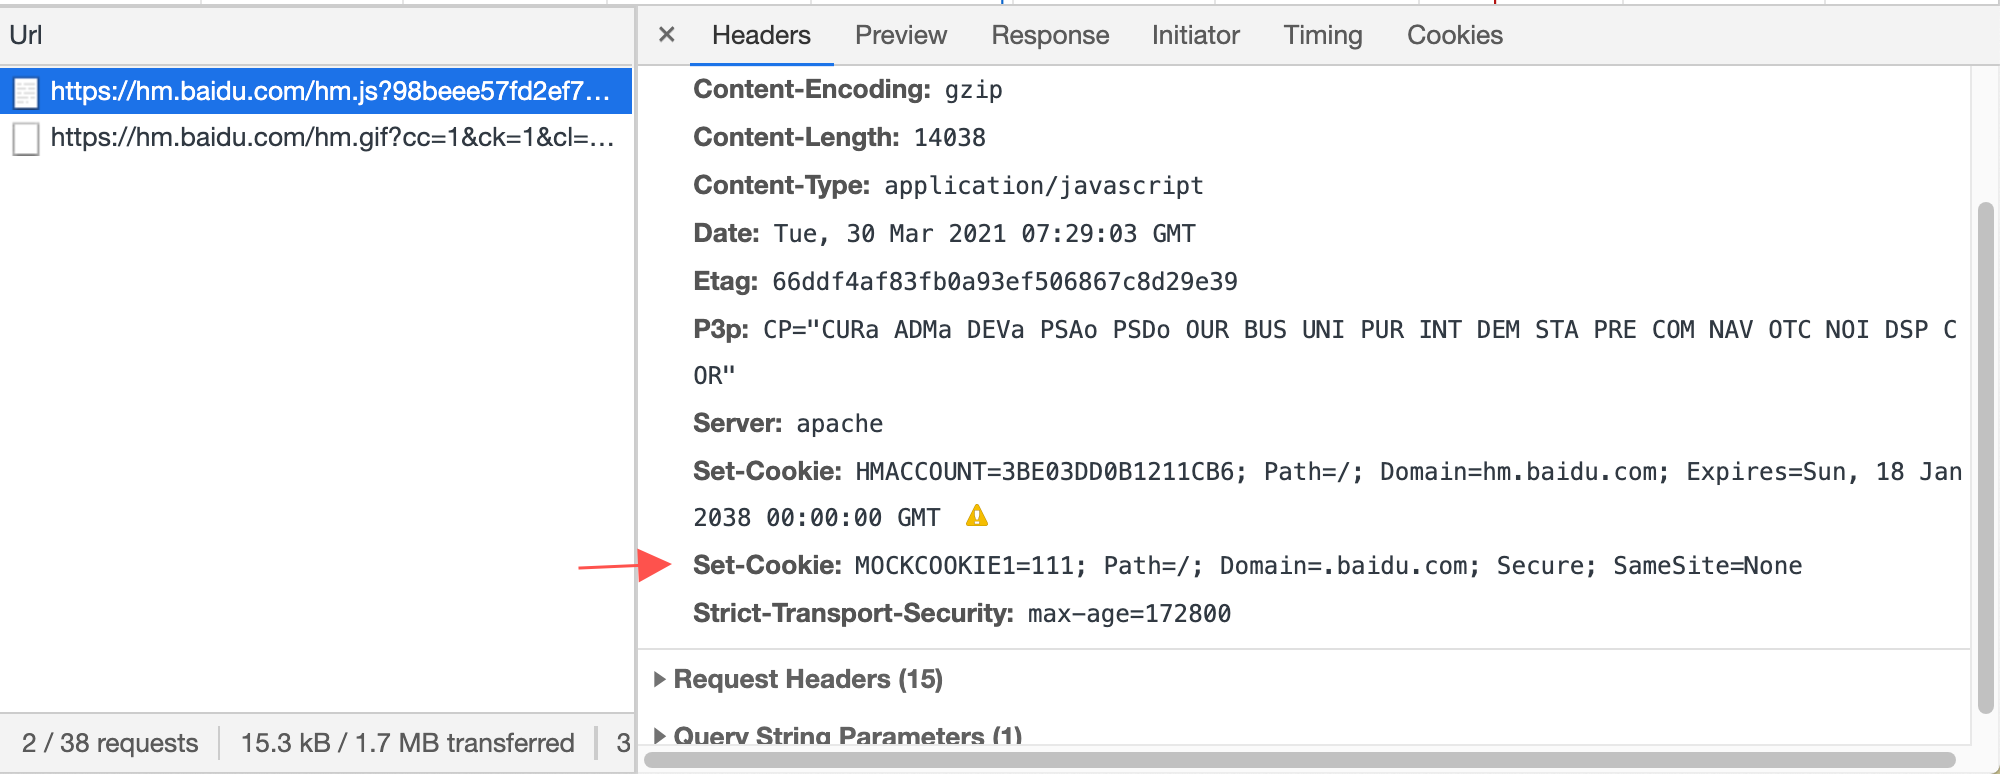 Url
https://hm.baidu.com/hm.js?98beee57fd2ef7...
https://hm.baidu.com/hm.gif?cc=1&ck=1&cl=...
2 / 38 requests
15.3 kB / 1.7 MB transferred
3
× Headers Preview Response Initiator Timing Cookies
Content-Encoding: gzip
Content-Length: 14038
Content-Type: application/javascript
Date: Tue, 30 Mar 2021 07:29:03 GMT
Etag: 66ddf4af83fb0a93ef506867c8d29e39
P3p: CP="CURa ADMa DEVa PSAo PSDo OUR BUS UNI PUR INT DEM STA PRE COM NAV OTC NOI DSP C
OR"
Server: apache
Set-Cookie: HMACCOUNT=3BE03DD0B1211CB6; Path=/; Domain=hm.baidu.com; Expires=Sun, 18 Jan
2038 00:00:00 GMT
Set-Cookie: MOCKCOOKIE1=111; Path=/; Domain=.baidu.com; Secure; SameSite=None
Strict-Transport-Security: max-age=172800
Request Headers (15)
Query String Parameters (1)